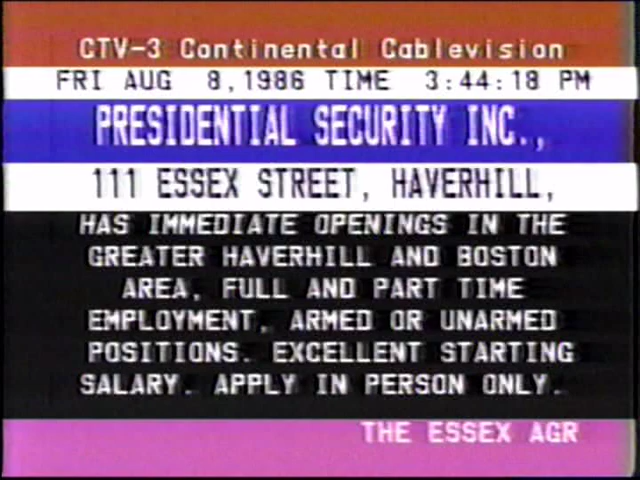 CTV-3 Continental Cablevision
FRI AUG 8,1986 TIME 3:44:18 PM
PRESIDENTIAL SECURITY INC.,
111 ESSEX STREET, HAVERHILL,
HAS IMMEDIATE OPENINGS IN THE
GREATER HAVERHILL AND BOSTON
AREA. FULL AND PART TIME
EMPLOYMENT. ARMED OR UNARMED
POSITIONS. EXCELLENT STARTING
SALARY. APPLY IN PERSON ONLY.
THE ESSEX AGR